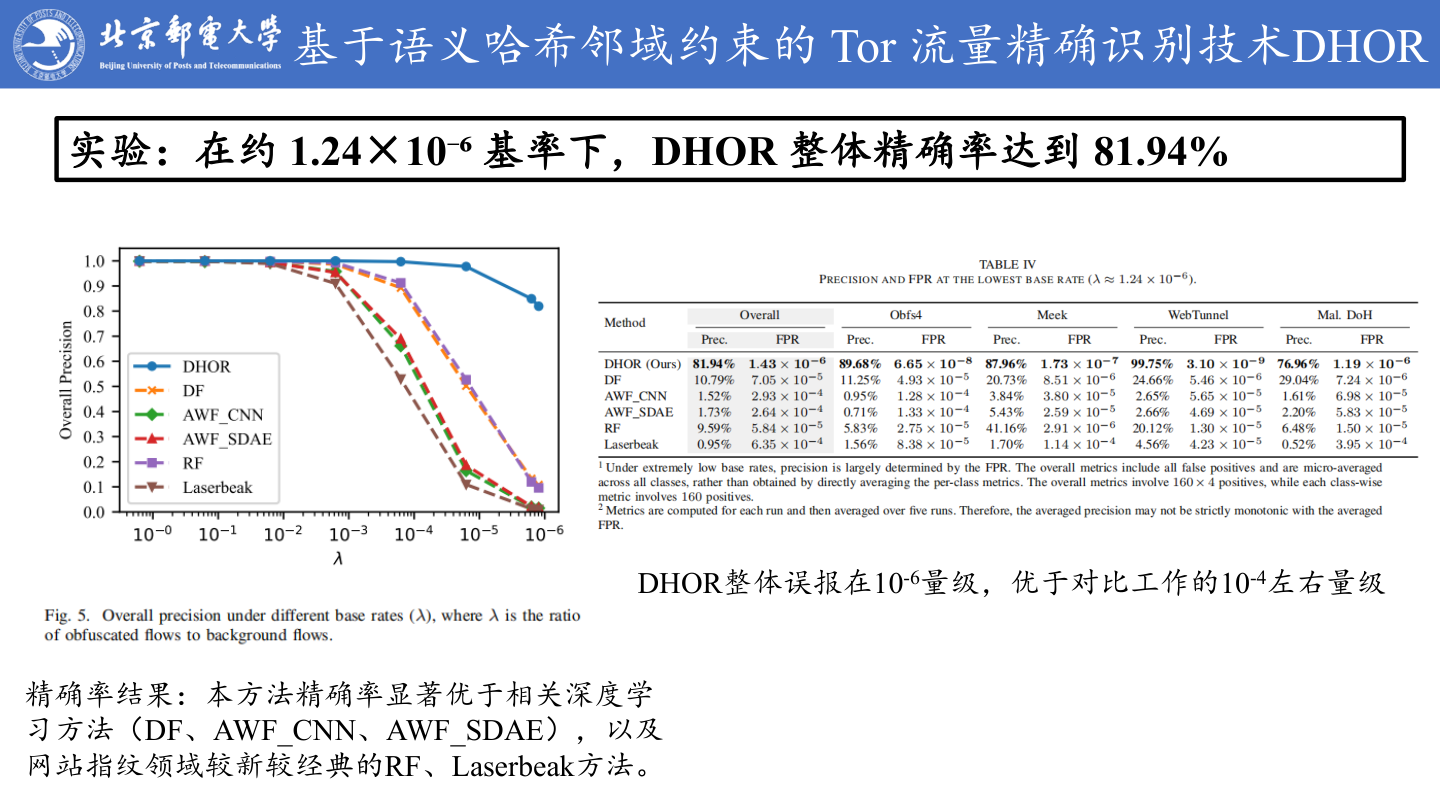 北京郵電大學
Beijing University of Posts and Telecommunications
基于语义哈希邻域约束的 Tor 流量精确识别技术DHOR
实验：在约 1.24×10⁻⁶ 基率下，DHOR 整体精确率达到 81.94%
Overall Precision
1.0
0.9
0.8
0.7
0.6
0.5
0.4
0.3
0.2
0.1
0.0
DHOR
DF
AWF_CNN
AWF_SDAE
RF
Laserbeak
10⁻⁰ 10⁻¹ 10⁻² 10⁻³ 10⁻⁴ 10⁻⁵ 10⁻⁶
λ
Fig. 5. Overall precision under different base rates (λ), where λ is the ratio
of obfuscated flows to background flows.
TABLE IV
PRECISION AND FPR AT THE LOWEST BASE RATE (λ ≈ 1.24 × 10⁻⁶).
Method Overall Obfs4 Meek WebTunnel Mal. DoH
Prec. FPR Prec. FPR Prec. FPR Prec. FPR Prec. FPR
DHOR (Ours) 81.94% 1.43 × 10⁻⁶ 89.68% 6.65 × 10⁻⁸ 87.96% 1.73 × 10⁻⁷ 99.75% 3.10 × 10⁻⁹ 76.96% 1.19 × 10⁻⁶
DF 10.79% 7.05 × 10⁻⁵ 11.25% 4.93 × 10⁻⁵ 20.73% 8.51 × 10⁻⁶ 24.66% 5.46 × 10⁻⁶ 29.04% 7.24 × 10⁻⁶
AWF_CNN 1.52% 2.93 × 10⁻⁴ 0.95% 1.28 × 10⁻⁴ 3.84% 3.80 × 10⁻⁵ 2.65% 5.65 × 10⁻⁵ 1.61% 6.98 × 10⁻⁵
AWF_SDAE 1.73% 2.64 × 10⁻⁴ 0.71% 1.33 × 10⁻⁴ 5.43% 2.59 × 10⁻⁵ 2.66% 4.69 × 10⁻⁵ 2.20% 5.83 × 10⁻⁵
RF 9.59% 5.84 × 10⁻⁵ 5.83% 2.75 × 10⁻⁵ 41.16% 2.91 × 10⁻⁶ 20.12% 1.30 × 10⁻⁵ 6.48% 1.50 × 10⁻⁵
Laserbeak 0.95% 6.35 × 10⁻⁴ 1.56% 8.38 × 10⁻⁵ 1.70% 1.14 × 10⁻⁴ 4.56% 4.23 × 10⁻⁵ 0.52% 3.95 × 10⁻⁴
¹ Under extremely low base rates, precision is largely determined by the FPR. The overall metrics include all false positives and are micro-averaged
across all classes, rather than obtained by directly averaging the per-class metrics. The overall metrics involve 160 × 4 positives, while each class-wise
metric involves 160 positives.
² Metrics are computed for each run and then averaged over five runs. Therefore, the averaged precision may not be strictly monotonic with the averaged
FPR.
DHOR整体误报在10⁻⁶量级，优于对比工作的10⁻⁴左右量级
精确率结果：本方法精确率显著优于相关深度学
习方法（DF、AWF_CNN、AWF_SDAE），以及
网站指纹领域较新较经典的RF、Laserbeak方法。